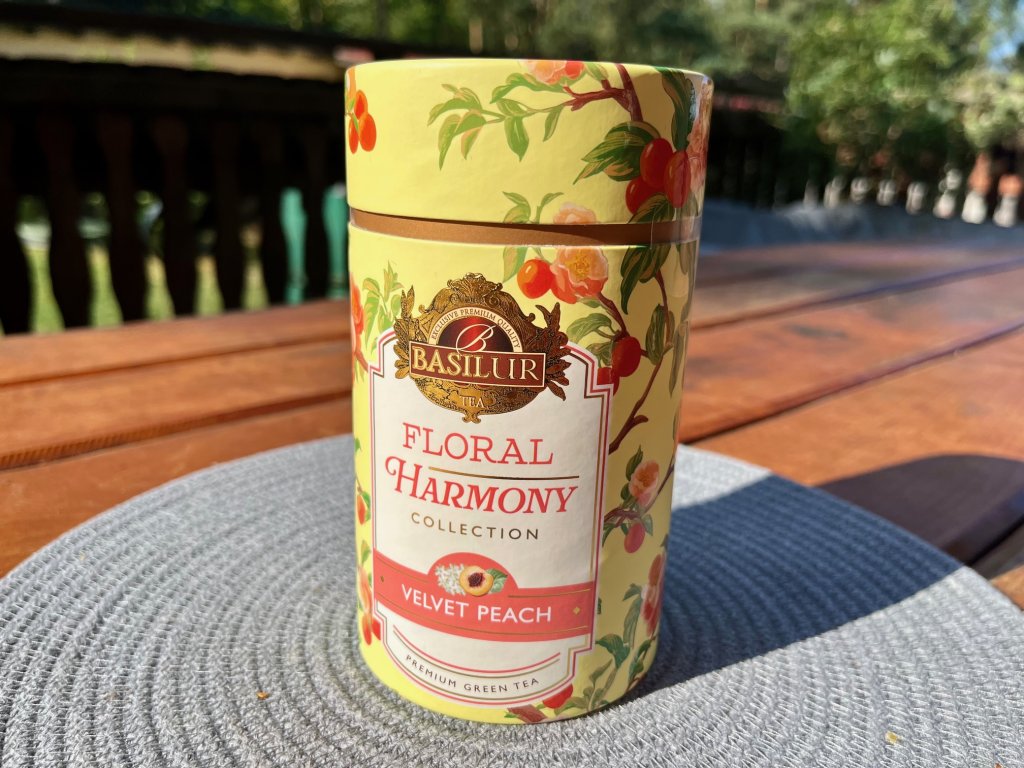 EXCLUSIVE PREMIUM QUALITY
B
BASILUR
TEA
FLORAL
HARMONY
COLLECTION
VELVET PEACH
PREMIUM GREEN TEA